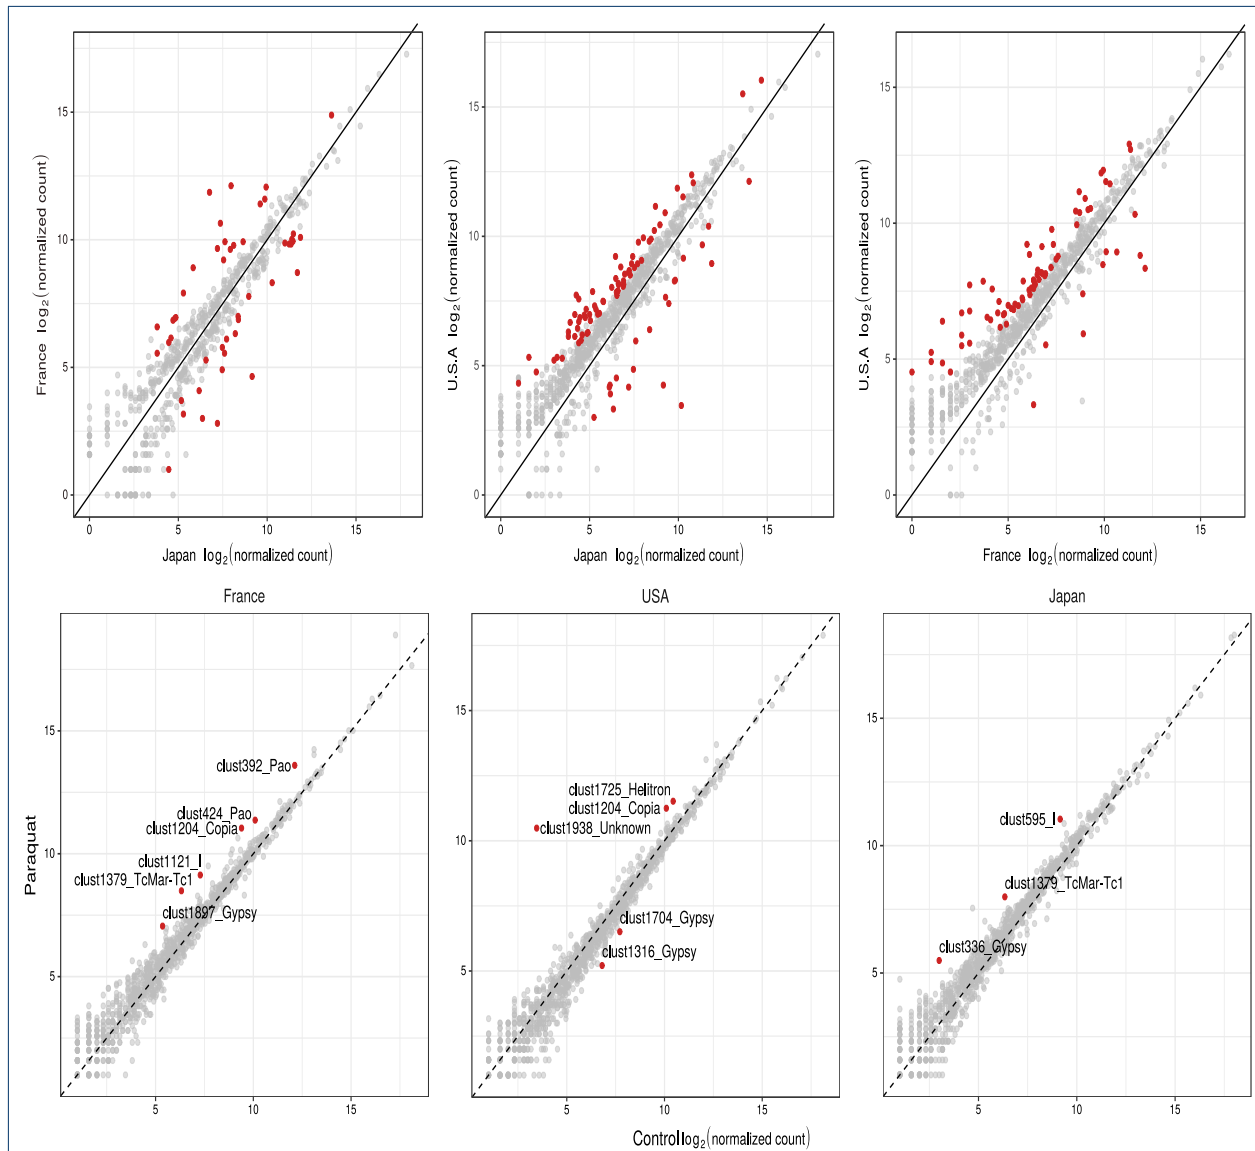 15
10
5
0
France log2(normalized count)
0 5 10 15
Japan log2(normalized count)
15
10
5
0
U.S.A log2(normalized count)
0 5 10 15
Japan log2(normalized count)
15
10
5
0
U.S.A log2(normalized count)
0 5 10 15
France log2(normalized count)
France
15
10
5
Paraquat
clust392_Pao
clust424_Pao
clust1204_Copia
clust1121_I
clust1379_TcMar-Tc1
clust1897_Gypsy
5 10 15
USA
15
10
5
clust1725_Helitron
clust1204_Copia
clust1938_Unknown
clust1704_Gypsy
clust1316_Gypsy
5 10 15
Control log2(normalized count)
Japan
15
10
5
clust595_I
clust1379_TcMar-Tc1
clust336_Gypsy
5 10 15